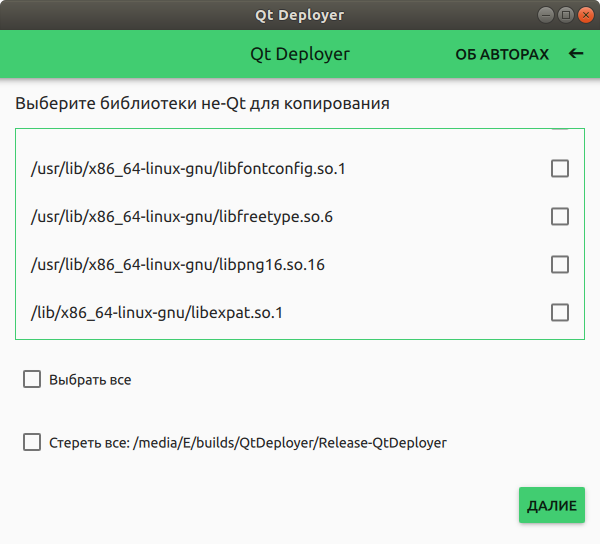 Qt Deployer
Qt Deployer ОБ АВТОРАХ ←
Выберите библиотеки не-Qt для копирования
/usr/lib/x86_64-linux-gnu/libfontconfig.so.1
/usr/lib/x86_64-linux-gnu/libfreetype.so.6
/usr/lib/x86_64-linux-gnu/libpng16.so.16
/lib/x86_64-linux-gnu/libexpat.so.1
Выбрать все
Стереть все: /media/E/builds/QtDeployer/Release-QtDeployer
ДАЛИЕ